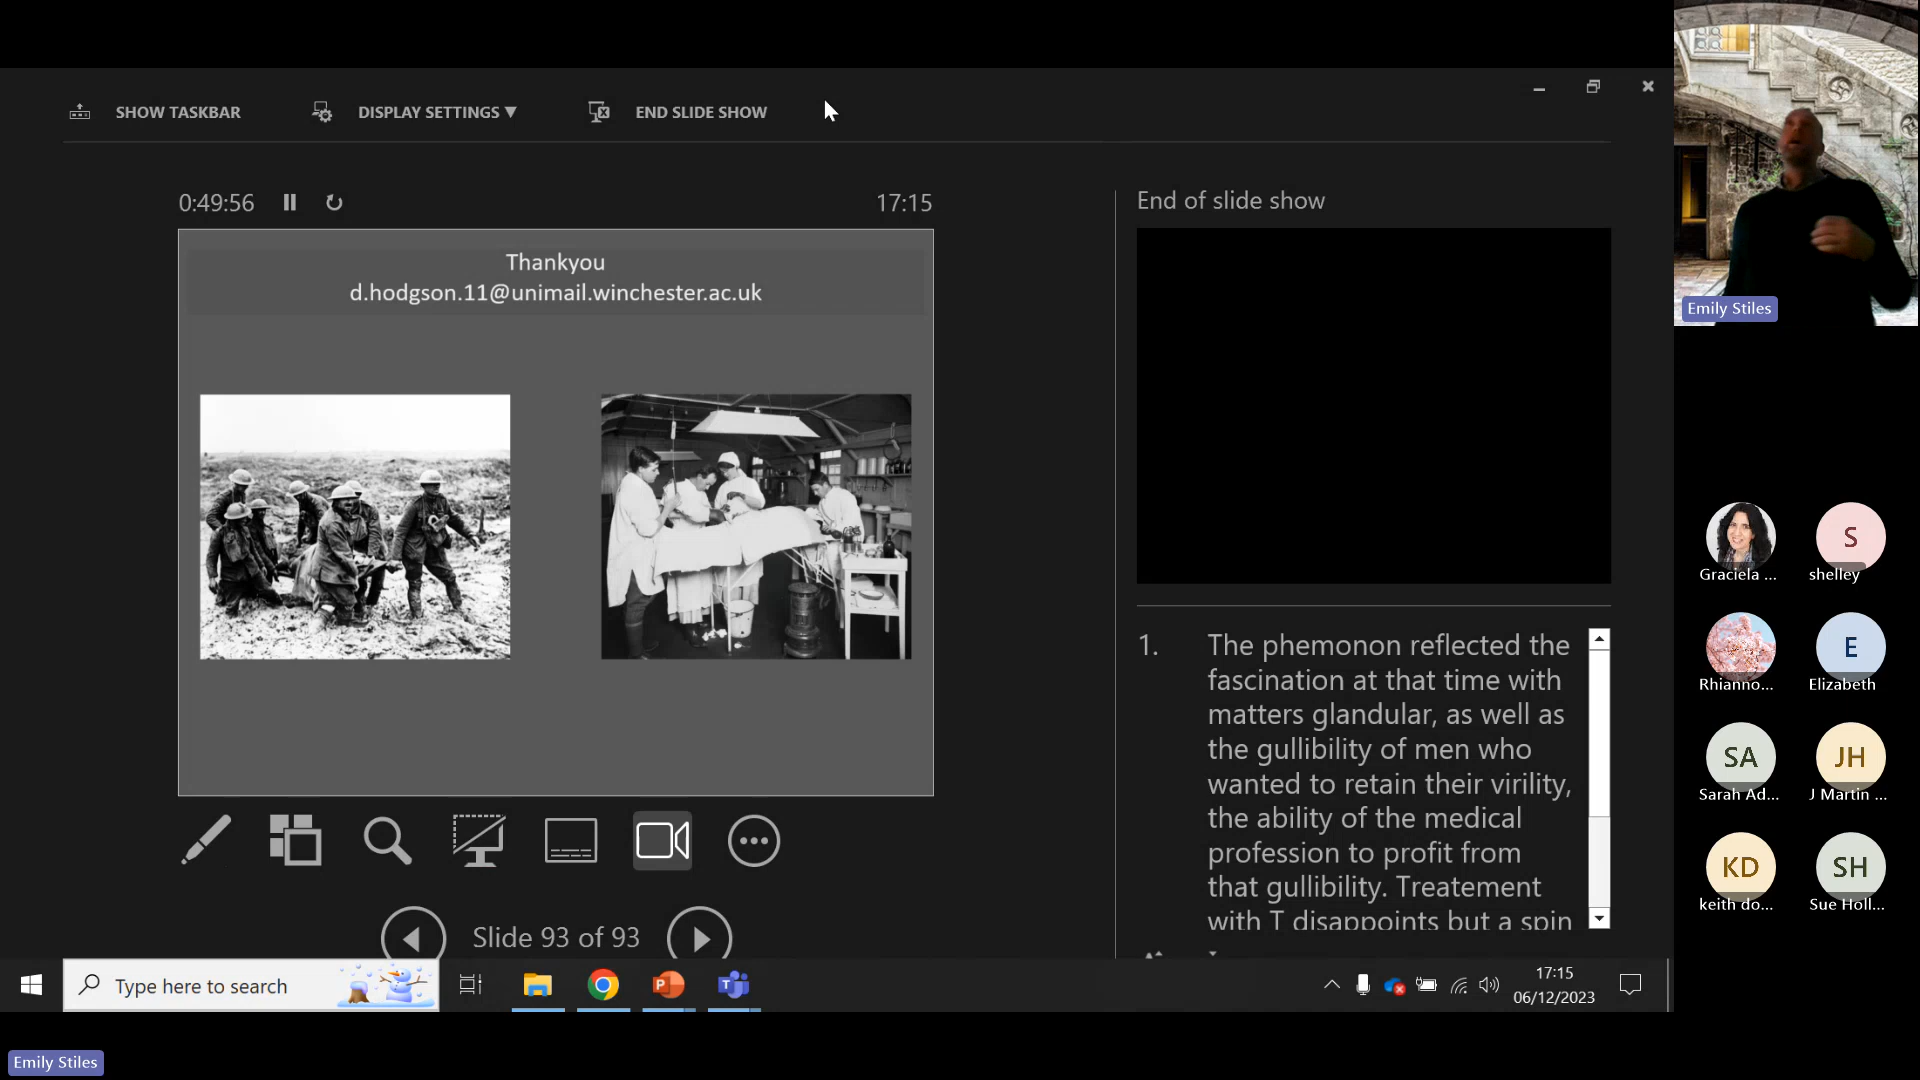 SHOW TASKBAR
DISPLAY SETTINGS ▼
END SLIDE SHOW
0:49:56
17:15
Thankyou
d.hodgson.11@unimail.winchester.ac.uk
End of slide show
1. The phemonon reflected the
fascination at that time with
matters glandular, as well as
the gullibility of men who
wanted to retain their virility,
the ability of the medical
profession to profit from
that gullibility. Treatement
with T disappoints but a spin
Slide 93 of 93
Type here to search
17:15
06/12/2023
Emily Stiles
Graciela ...
S
shelley
Rhianno...
E
Elizabeth
SA
Sarah Ad...
JH
J Martin ...
KD
keith do...
SH
Sue Holl...
Emily Stiles